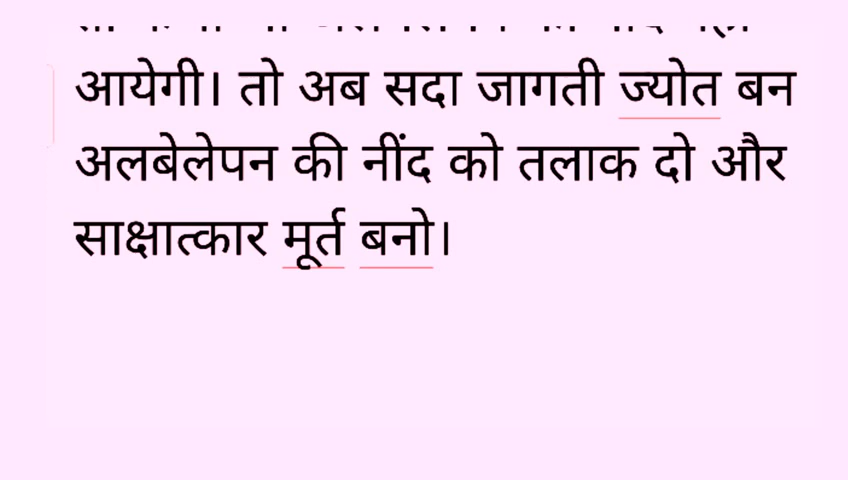 आयेगी। तो अब सदा जागती ज्योत बन
अलबेलेपन की नींद को तलाक दो और
साक्षात्कार मूर्त बनो।